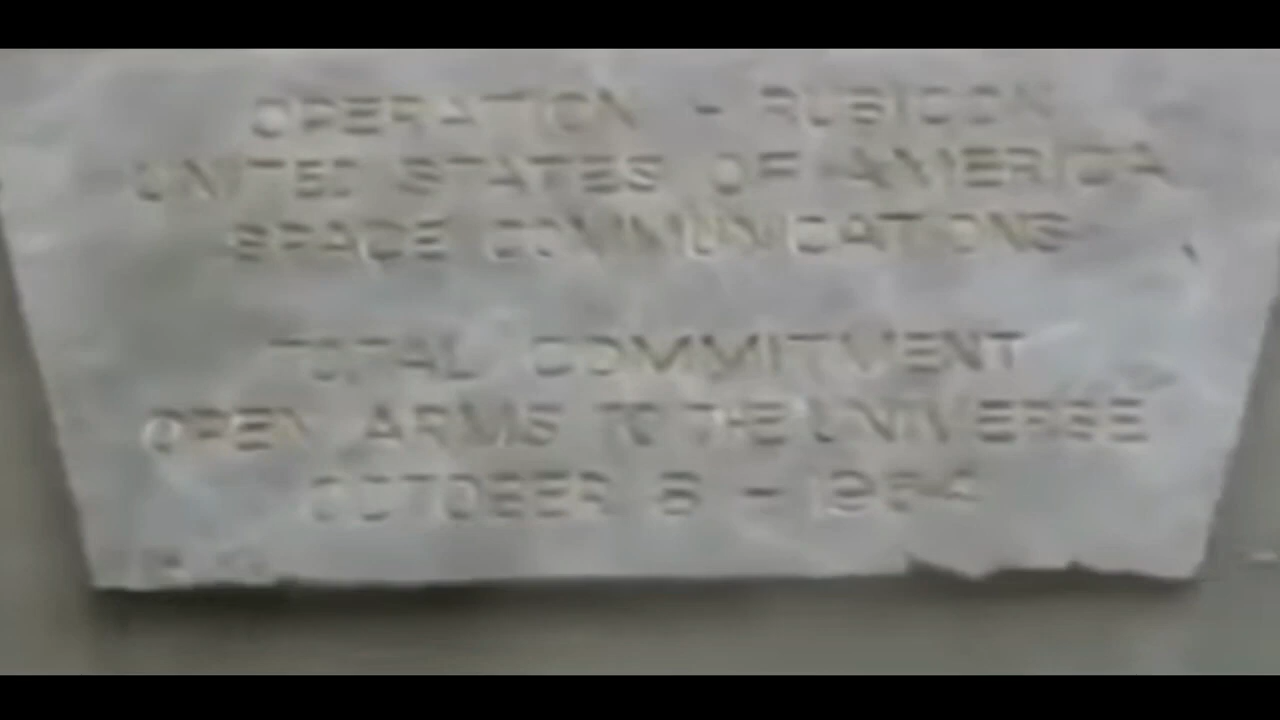 OPERATION - RUBICON
UNITED STATES OF AMERICA
SPACE COMMUNICATIONS
TOTAL COMMITMENT
OPEN ARMS TO THE UNIVERSE
OCTOBER 6 - 1964